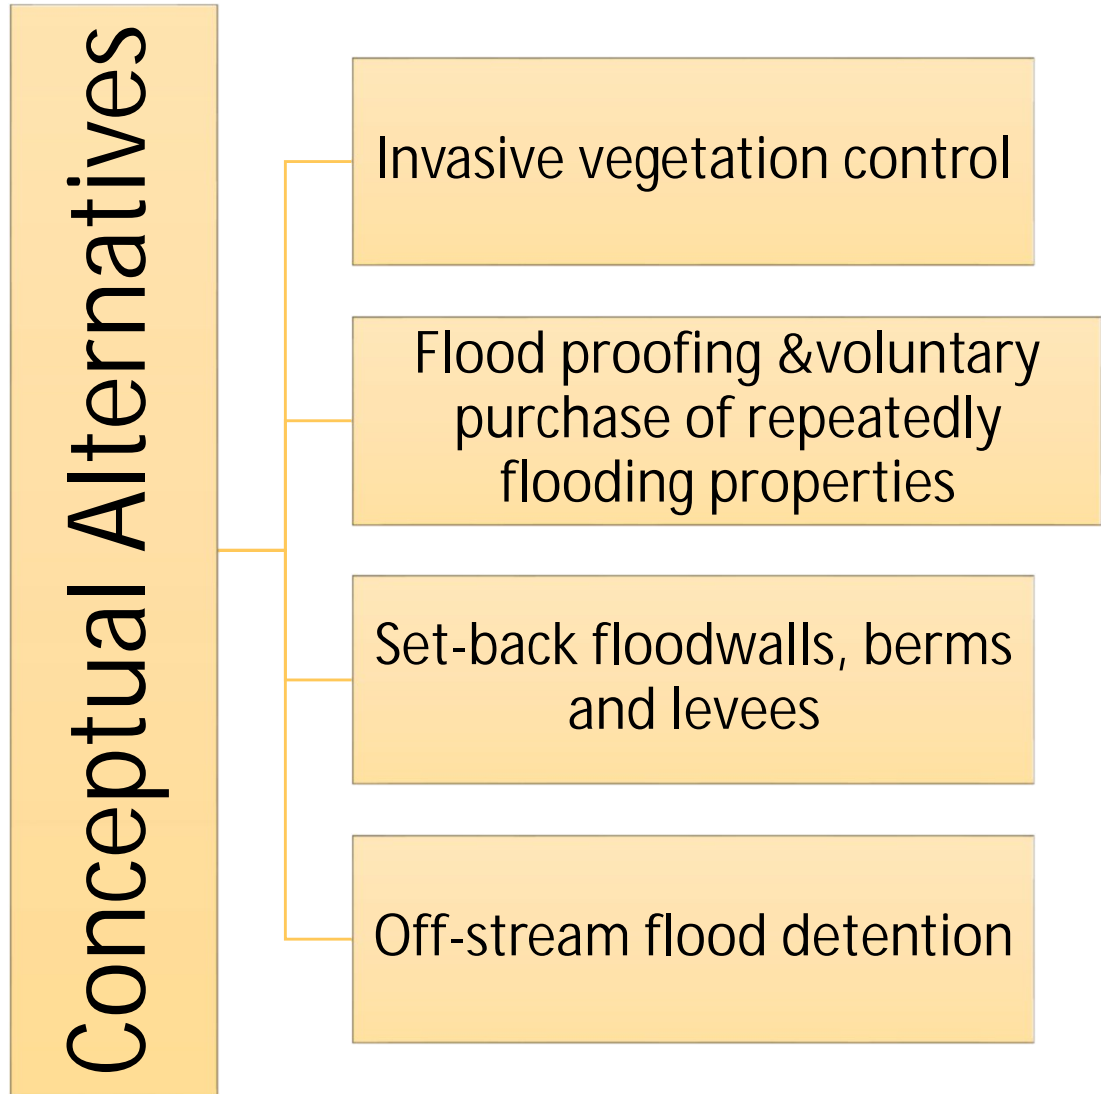 Conceptual Alternatives
Invasive vegetation control
Flood proofing &voluntary
purchase of repeatedly
flooding properties
Set-back floodwalls, berms
and levees
Off-stream flood detention